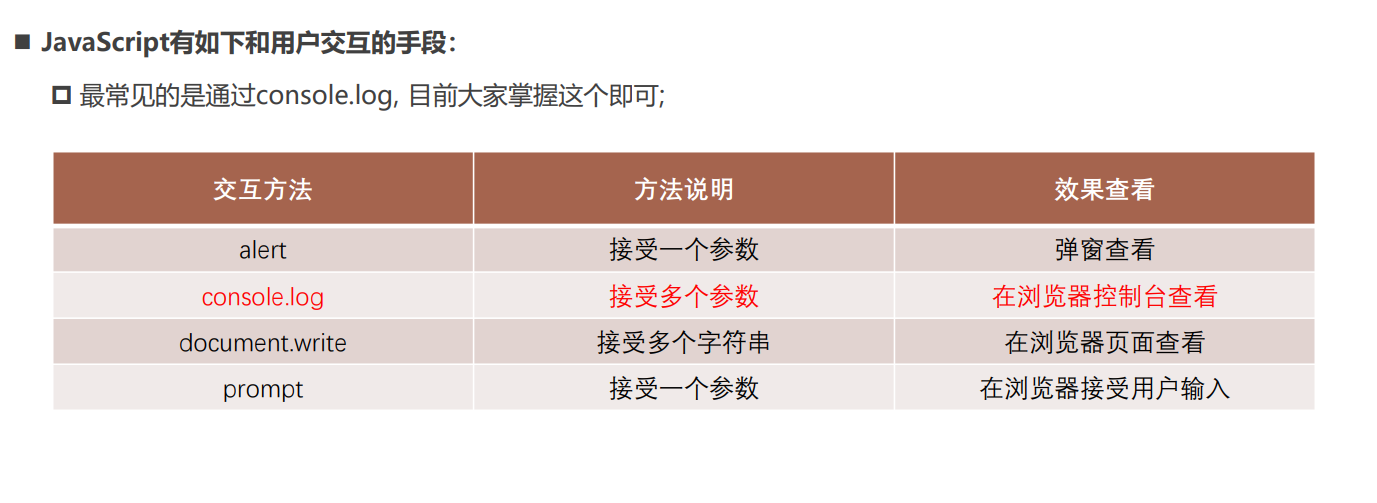 JavaScript有如下和用户交互的手段：
最常见的是通过console.log, 目前大家掌握这个即可;
交互方法 方法说明 效果查看
alert 接受一个参数 弹窗查看
console.log 接受多个参数 在浏览器控制台查看
document.write 接受多个字符串 在浏览器页面查看
prompt 接受一个参数 在浏览器接受用户输入